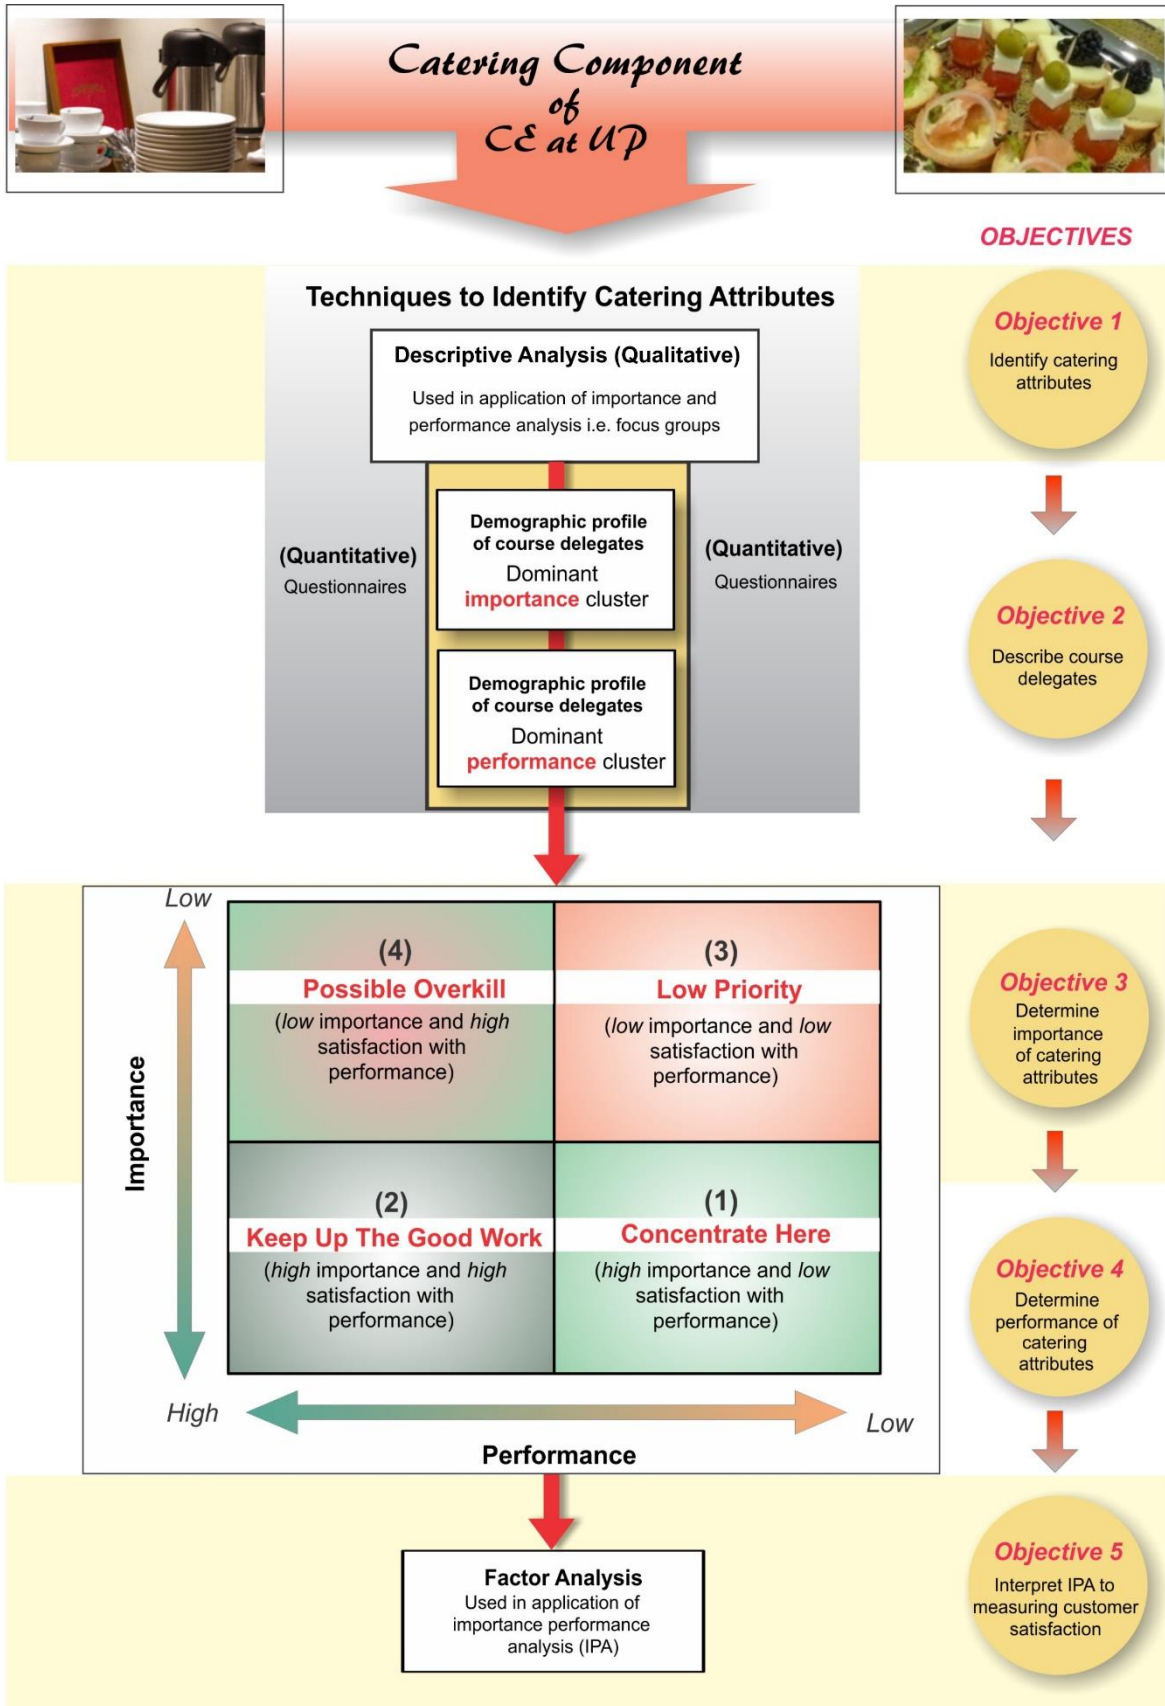 Catering Component
of
CE at UP
OBJECTIVES
Techniques to Identify Catering Attributes
Descriptive Analysis (Qualitative)
Used in application of importance and
performance analysis i.e. focus groups
Objective 1
Identify catering
attributes
(Quantitative)
Questionnaires
Demographic profile
of course delegates
Dominant
importance cluster
(Quantitative)
Questionnaires
Demographic profile
of course delegates
Dominant
performance cluster
Objective 2
Describe course
delegates
Low
Importance
High
(4)
Possible Overkill
(low importance and high
satisfaction with
performance)
(3)
Low Priority
(low importance and low
satisfaction with
performance)
(2)
Keep Up The Good Work
(high importance and high
satisfaction with
performance)
(1)
Concentrate Here
(high importance and low
satisfaction with
performance)
Low
Performance
Objective 3
Determine
importance
of catering
attributes
Objective 4
Determine
performance of
catering
attributes
Factor Analysis
Used in application of
importance performance
analysis (IPA)
Objective 5
Interpret IPA to
measuring customer
satisfaction